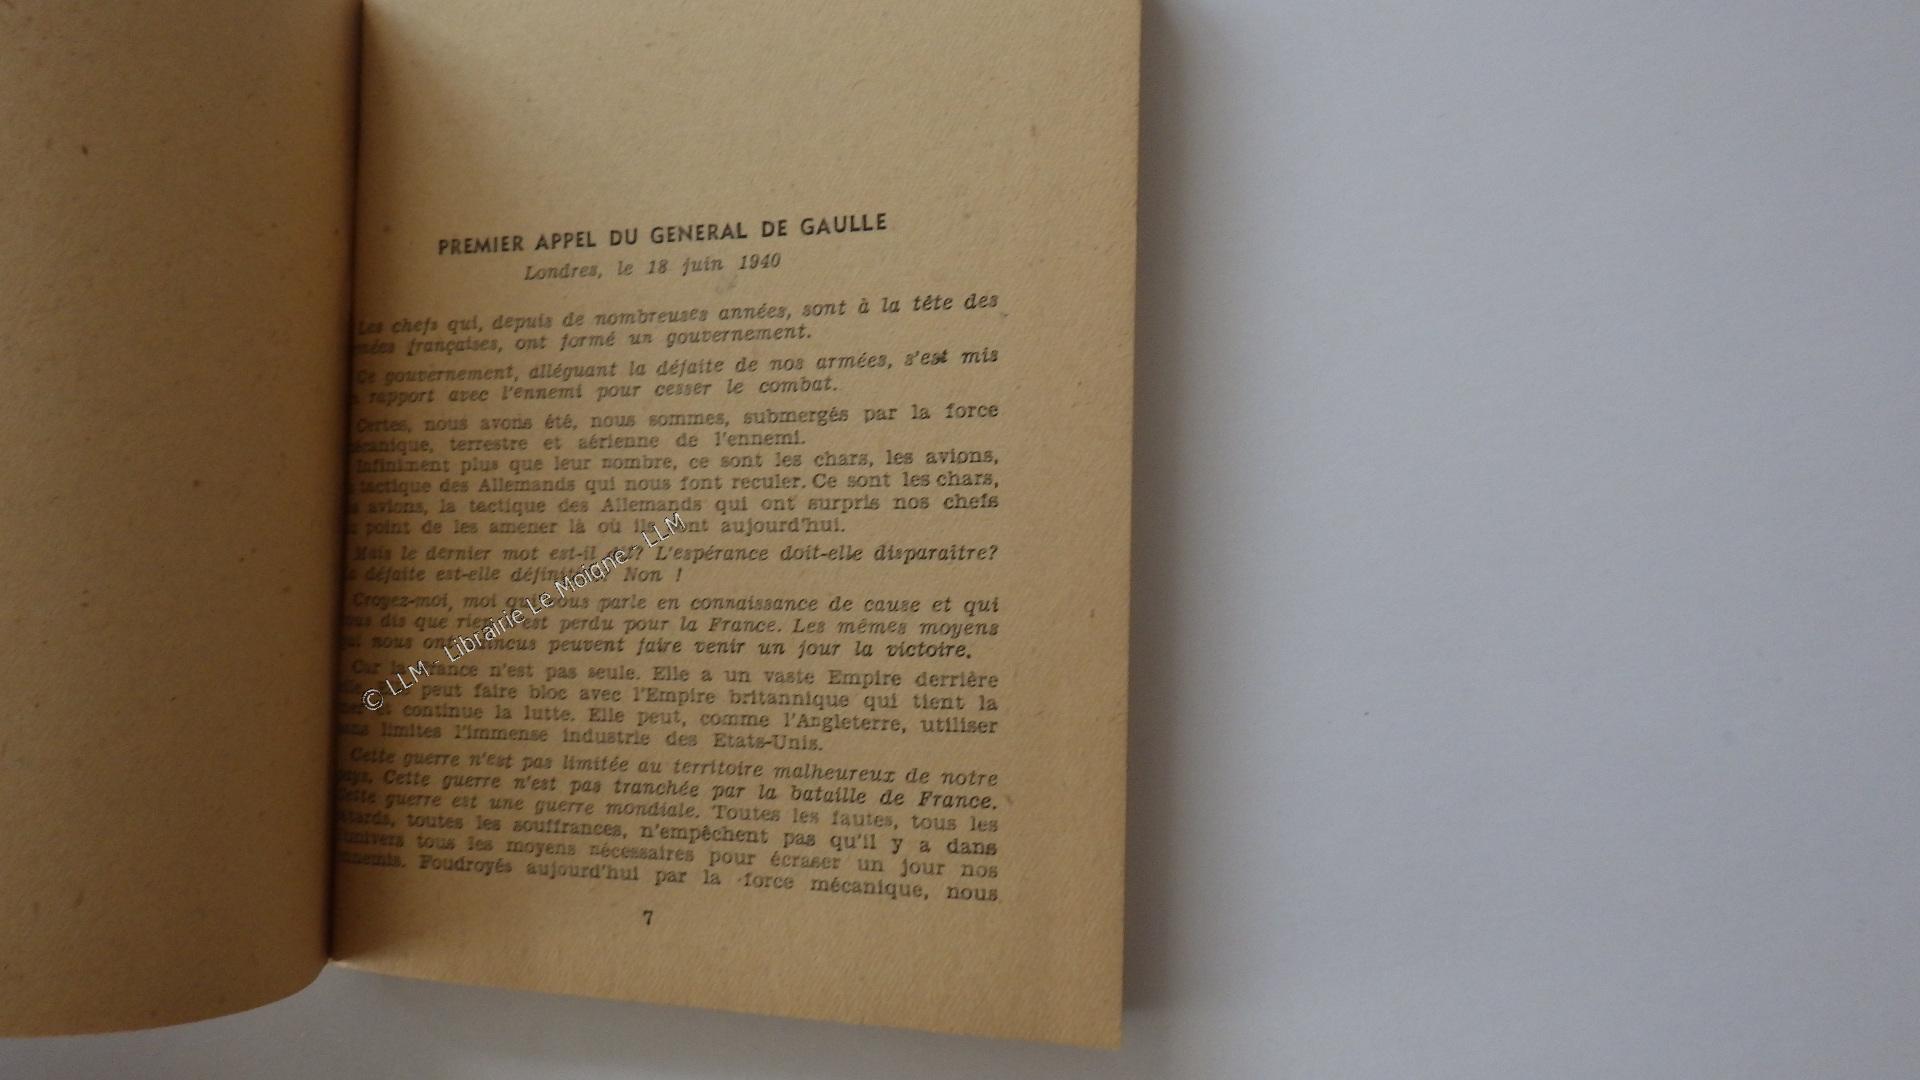 PREMIER APPEL DU GENERAL DE GAULLE
Londres, le 18 juin 1940
Les chefs qui, depuis de nombreuses années, sont à la tête des
mées françaises, ont formé un gouvernement.
Ce gouvernement, alléguant la défaite de nos armées, s'est mis
rapport avec l'ennemi pour cesser le combat.
Certes, nous avons été, nous sommes, submergés par la force
mécanique, terrestre et aérienne de l'ennemi.
Infiniment plus que leur nombre, ce sont les chars, les avions,
tactique des Allemands qui nous font reculer. Ce sont les chars,
avions, la tactique des Allemands qui ont surpris nos chefs
point de les amener là où ils ont aujourd'hui.
Mais le dernier mot est-il dit? L'espérance doit-elle disparaître?
défaite est-elle définitive? Non !
Croyez-moi, moi qui vous parle en connaissance de cause et qui
ous dis que rien n'est perdu pour la France. Les mêmes moyens
qui nous ont vaincus peuvent faire venir un jour la victoire.
Car la France n'est pas seule. Elle a un vaste Empire derrière
peut faire bloc avec l'Empire britannique qui tient la
mer et continue la lutte. Elle peut, comme l'Angleterre, utiliser
ans limites l'immense industrie des Etats-Unis.
Cette guerre n'est pas limitée au territoire malheureux de notre
pays. Cette guerre n'est pas tranchée par la bataille de France.
Cette guerre est une guerre mondiale. Toutes les fautes, tous les
etards, toutes les souffrances, n'empêchent pas qu'il y a dans
l'univers tous les moyens nécessaires pour écraser un jour nos
ennemis. Foudroyés aujourd'hui par la force mécanique, nous
7
© LLM - Librairie Le Moigne - LLM